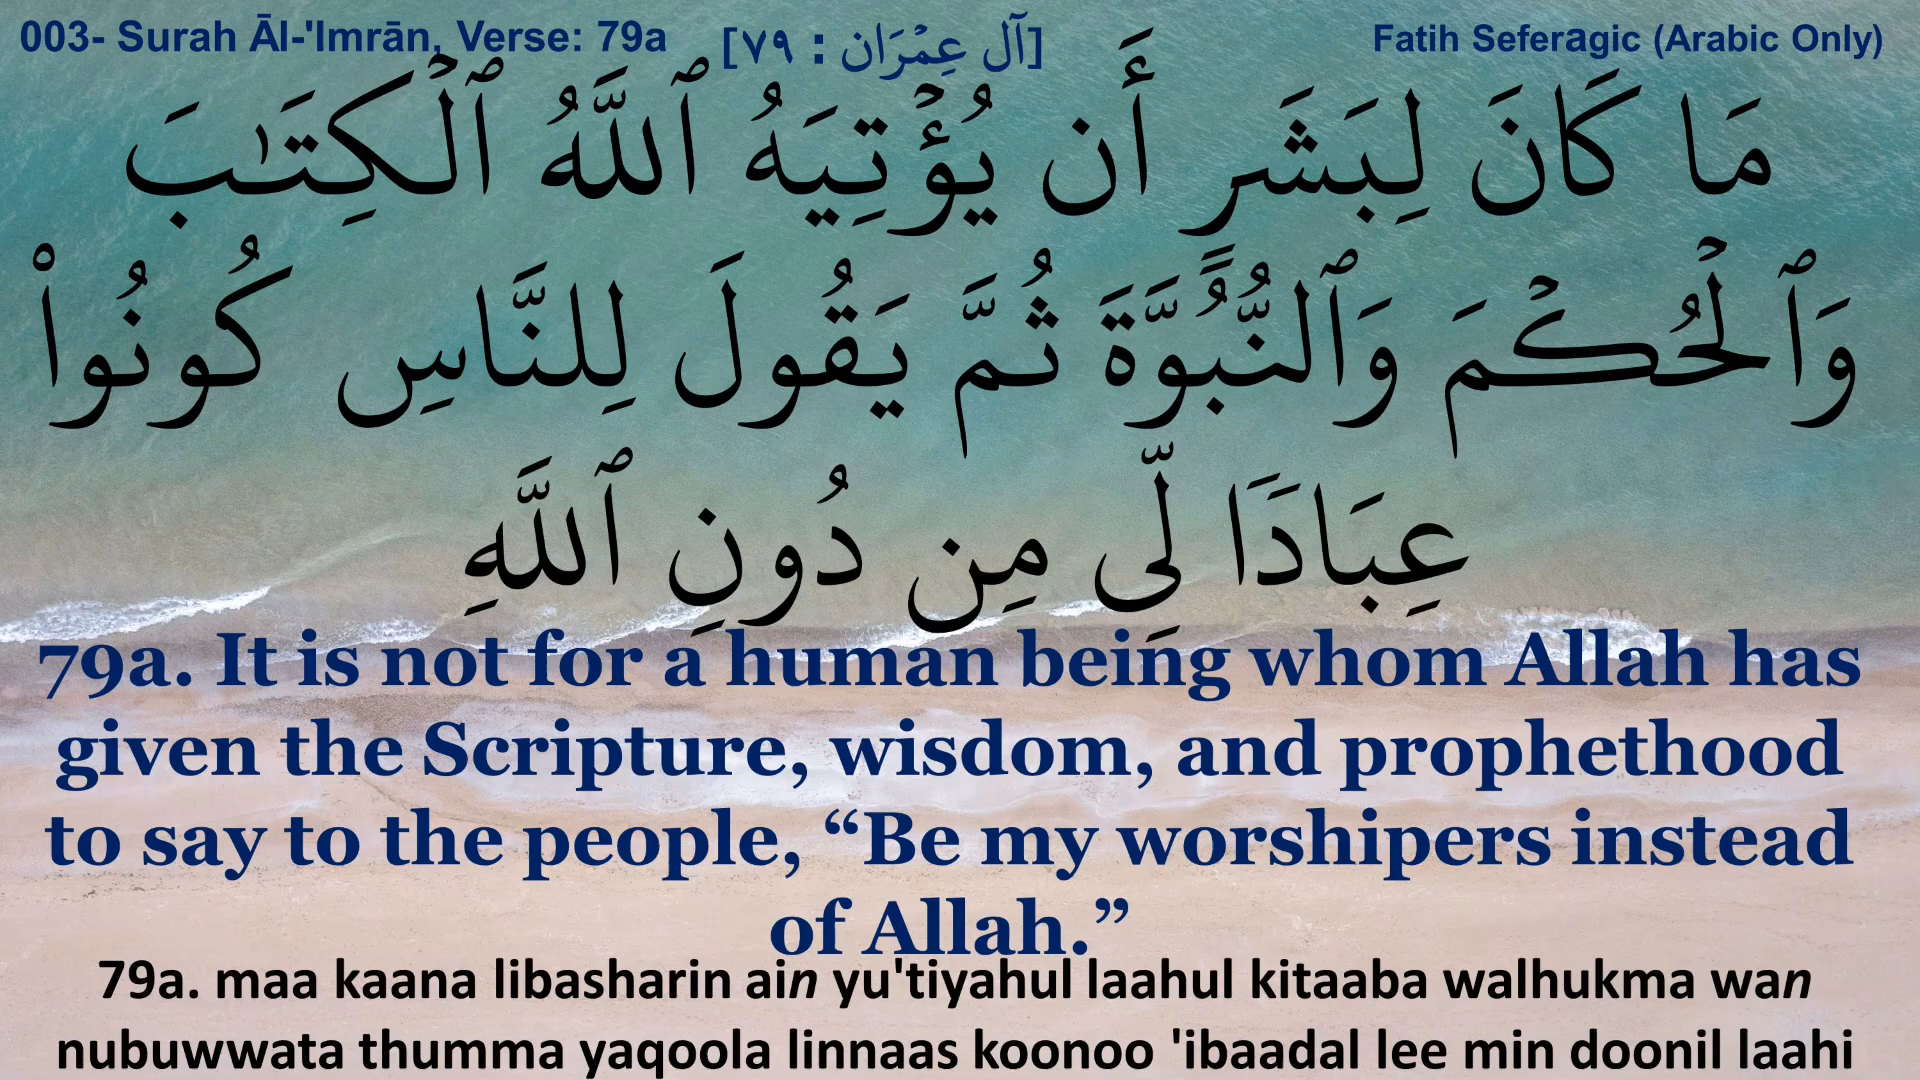 003- Surah Āl-'Imrān, Verse: 79a
[آل عِمۡرَان : ٧٩]
Fatih Seferagic (Arabic Only)
مَا كَانَ لِبَشَرٍ أَن يُؤۡتِيَهُ ٱللَّهُ ٱلۡكِتَـٰبَ
وَٱلۡحُكۡمَ وَٱلنُّبُوَّةَ ثُمَّ يَقُولَ لِلنَّاسِ كُونُواْ
عِبَادٗا لِّي مِن دُونِ ٱللَّهِ
79a. It is not for a human being whom Allah has
given the Scripture, wisdom, and prophethood
to say to the people, “Be my worshipers instead
of Allah.”
79a. maa kaana libasharin ain yu'tiyahul laahul kitaaba walhukma wan
nubuwwata thumma yaqoola linnaas koonoo 'ibaadal lee min doonil laahi